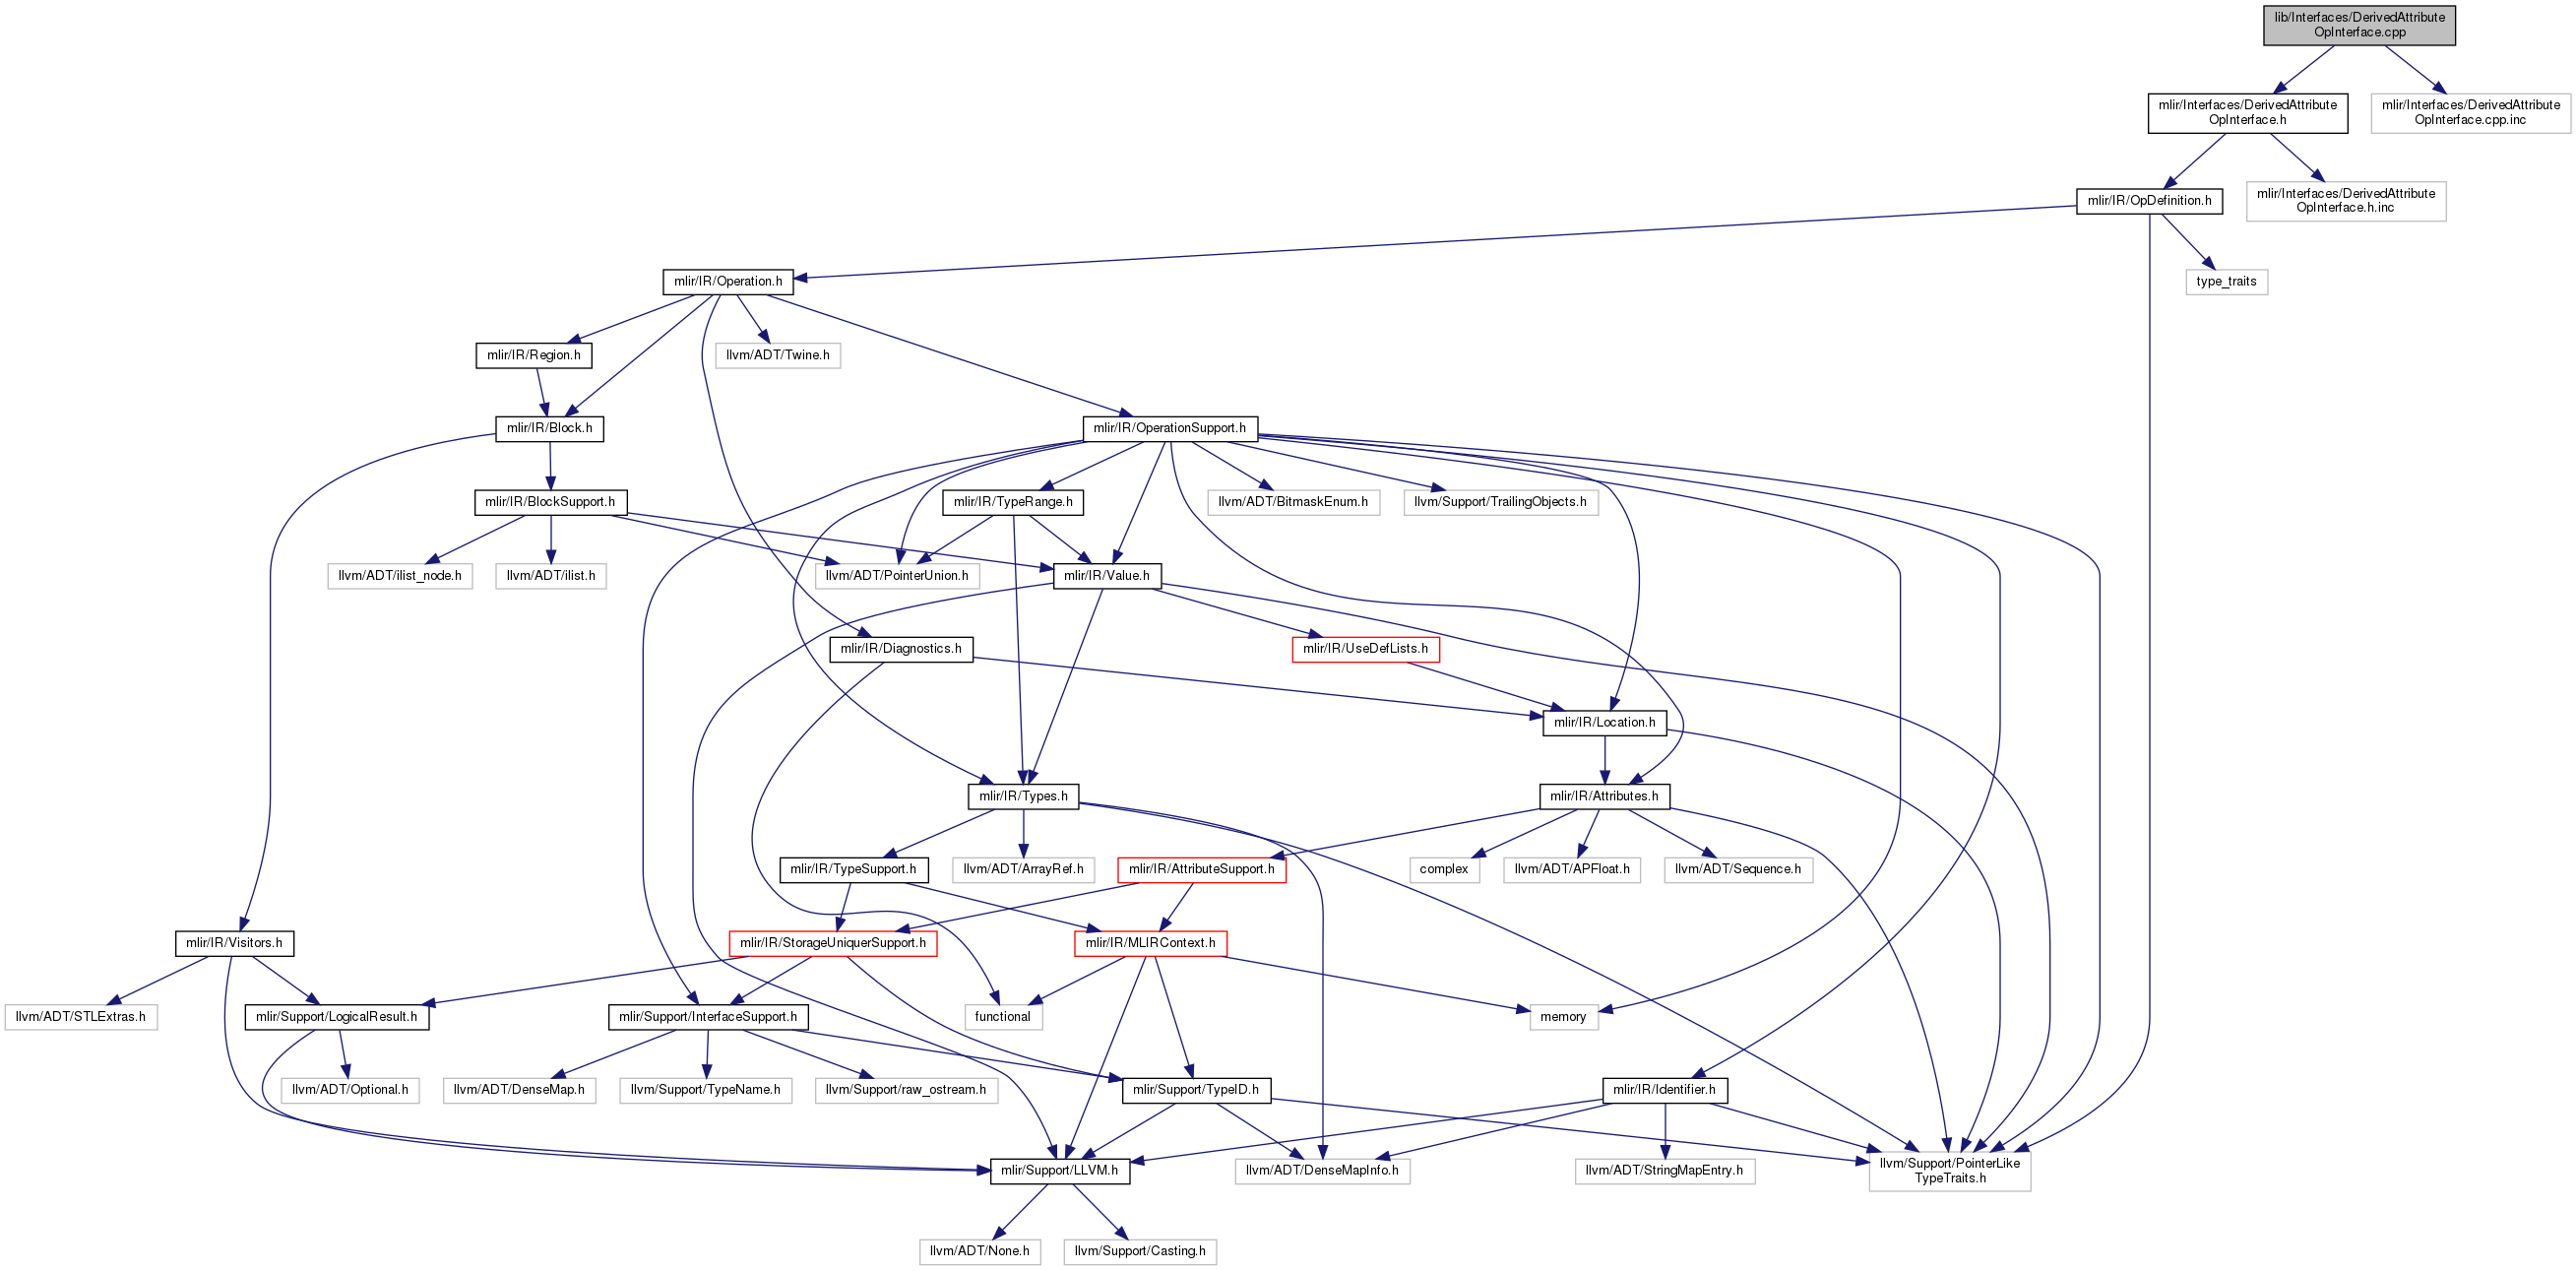 lib/Interfaces/DerivedAttribute
OpInterface.cpp
mlir/Interfaces/DerivedAttribute
OpInterface.h
mlir/Interfaces/DerivedAttribute
OpInterface.cpp.inc
mlir/IR/OpDefinition.h
mlir/Interfaces/DerivedAttribute
OpInterface.h.inc
mlir/IR/Operation.h
type_traits
mlir/IR/Region.h
llvm/ADT/Twine.h
mlir/IR/Block.h
mlir/IR/OperationSupport.h
mlir/IR/BlockSupport.h
mlir/IR/TypeRange.h
llvm/ADT/BitmaskEnum.h
llvm/Support/TrailingObjects.h
llvm/ADT/ilist_node.h
llvm/ADT/ilist.h
llvm/ADT/PointerUnion.h
mlir/IR/Value.h
mlir/IR/Diagnostics.h
mlir/IR/UseDefLists.h
mlir/IR/Location.h
mlir/IR/Types.h
mlir/IR/Attributes.h
mlir/IR/TypeSupport.h
llvm/ADT/ArrayRef.h
mlir/IR/AttributeSupport.h
complex
llvm/ADT/APFloat.h
llvm/ADT/Sequence.h
mlir/IR/Visitors.h
mlir/IR/StorageUniquerSupport.h
mlir/IR/MLIRContext.h
llvm/ADT/STLExtras.h
mlir/Support/LogicalResult.h
mlir/Support/InterfaceSupport.h
functional
memory
llvm/ADT/Optional.h
llvm/ADT/DenseMap.h
llvm/Support/TypeName.h
llvm/Support/raw_ostream.h
mlir/Support/TypeID.h
mlir/IR/Identifier.h
mlir/Support/LLVM.h
llvm/ADT/DenseMapInfo.h
llvm/ADT/StringMapEntry.h
llvm/Support/PointerLike
TypeTraits.h
llvm/ADT/None.h
llvm/Support/Casting.h